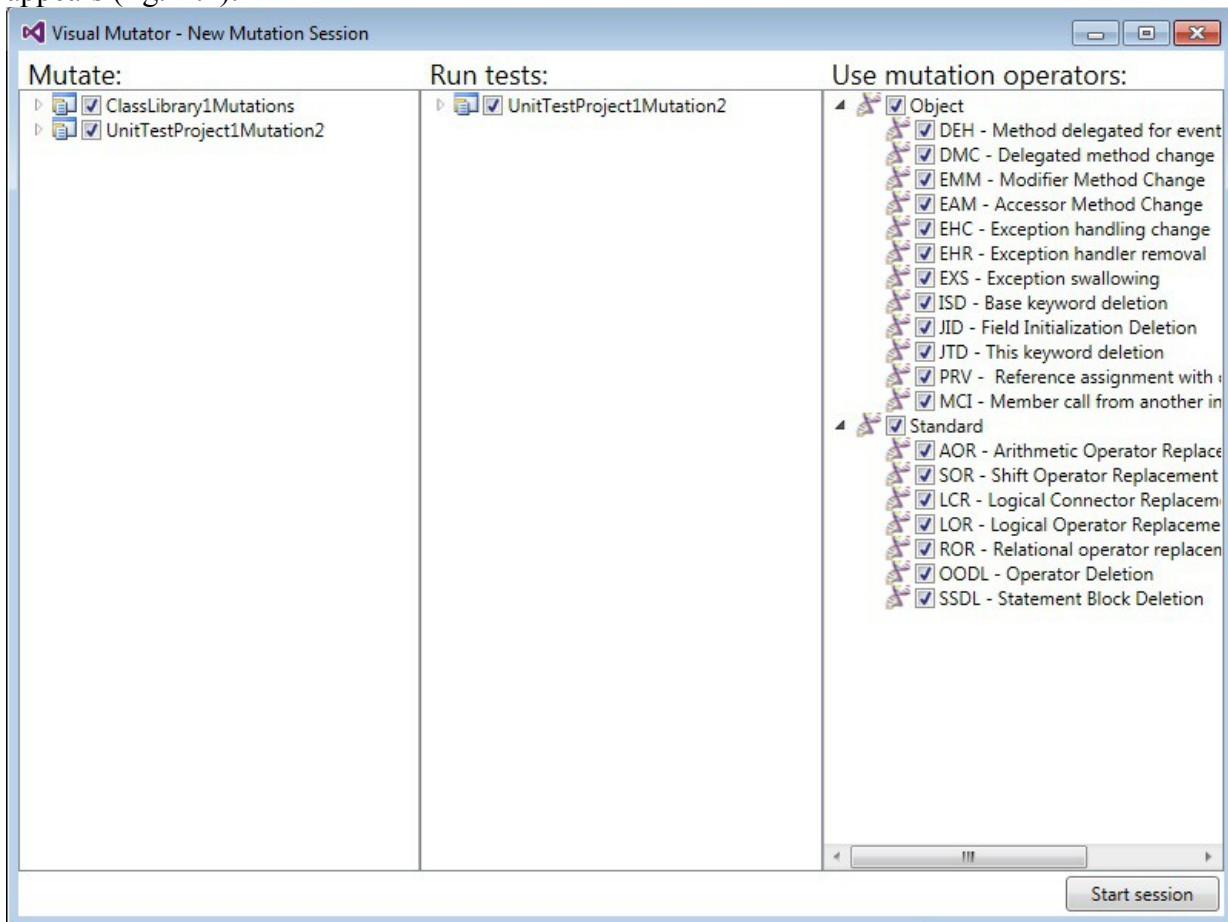 Visual Mutator - New Mutation Session
Mutate:
ClassLibrary1Mutations
UnitTestProject1Mutation2
Run tests:
UnitTestProject1Mutation2
Use mutation operators:
Object
DEH - Method delegated for event
DMC - Delegated method change
EMM - Modifier Method Change
EAM - Accessor Method Change
EHC - Exception handling change
EHR - Exception handler removal
EXS - Exception swallowing
ISD - Base keyword deletion
JID - Field Initialization Deletion
JTD - This keyword deletion
PRV - Reference assignment with
MCI - Member call from another in
Standard
AOR - Arithmetic Operator Replace
SOR - Shift Operator Replacement
LCR - Logical Connector Replacem
LOR - Logical Operator Replaceme
ROR - Relational operator replacen
OODL - Operator Deletion
SSDL - Statement Block Deletion
Start session